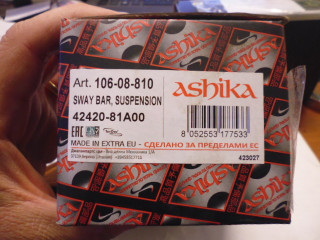 ashika
Art. 106-08-810
ashika
SWAY BAR, SUSPENSION
42420-81A00
EAC
8 052553 177533
MADE IN EXTRA EU - СДЕЛАНО ЗА ПРЕДЕЛАМИ ЕС
423027